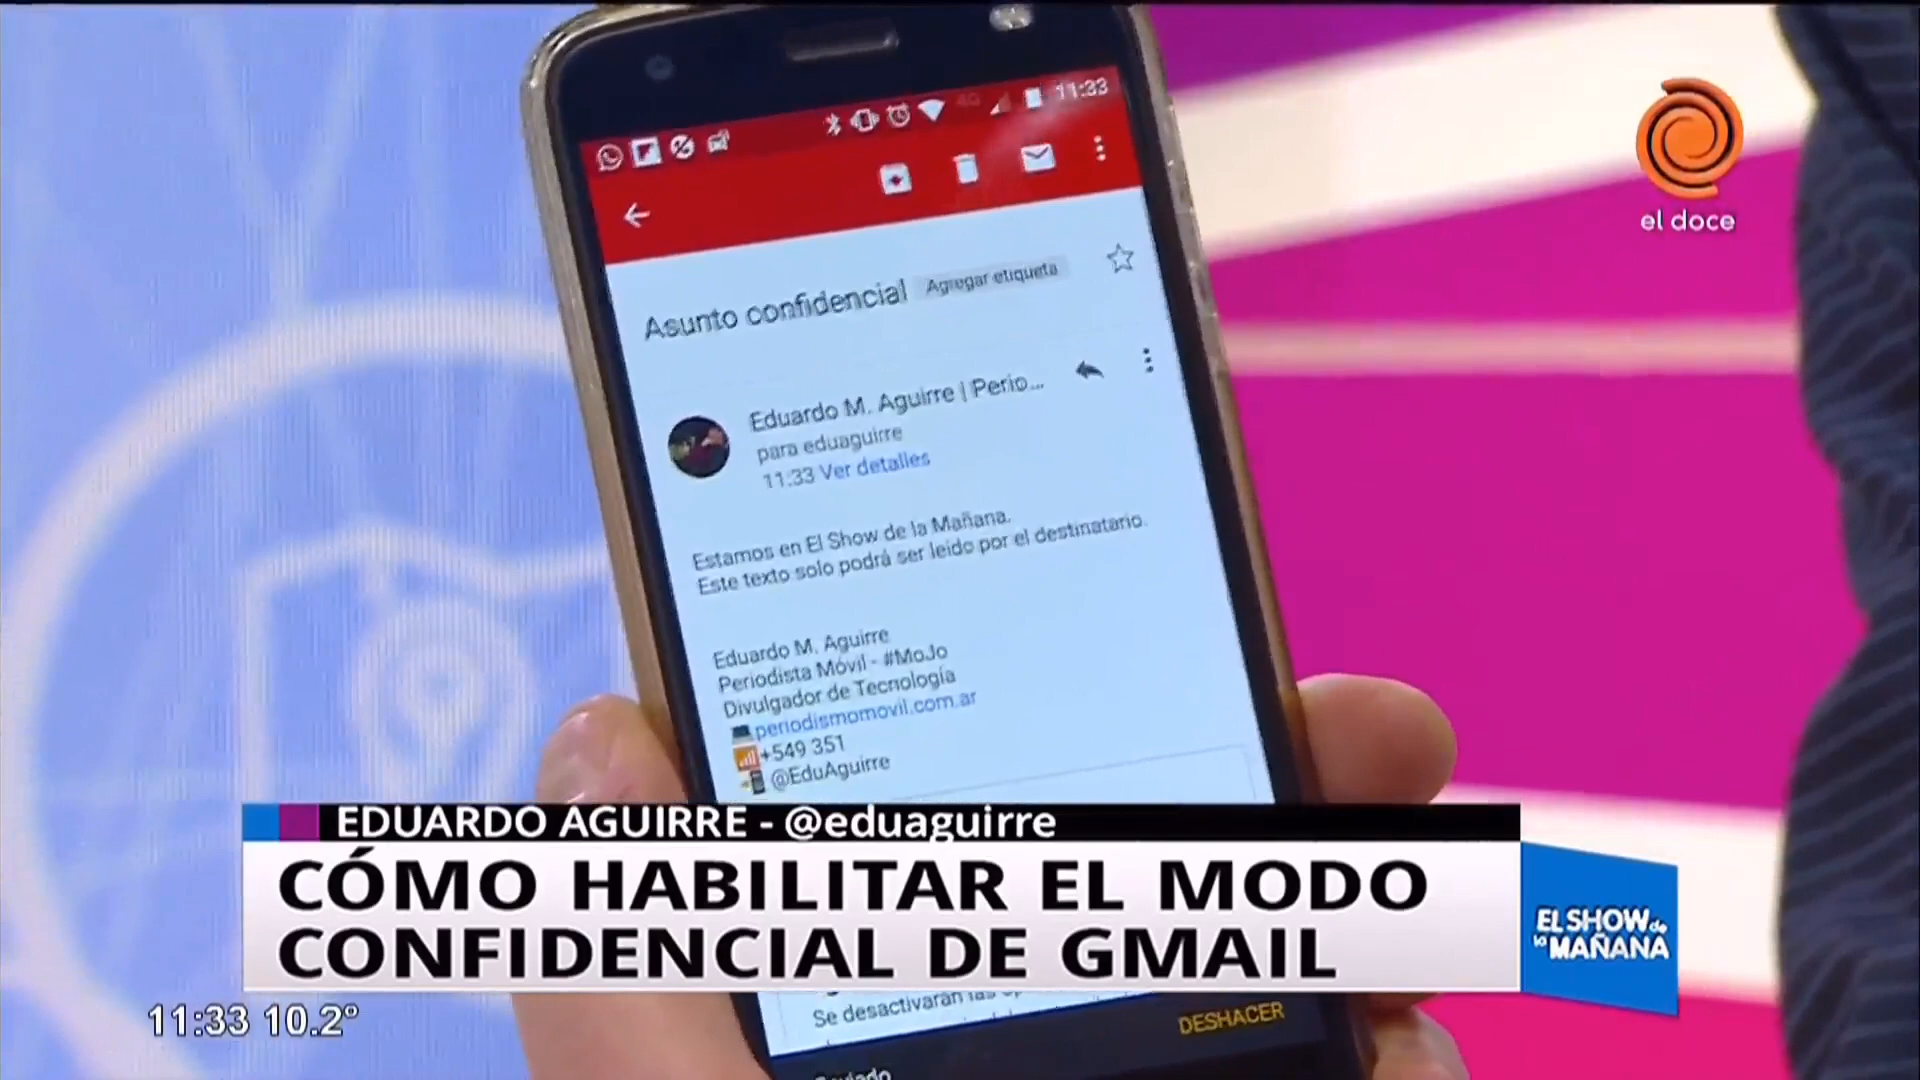 11:33
el doce
Asunto confidencial Agregar etiqueta
Eduardo M. Aguirre | Perio...
para eduaguirre
11:33 Ver detalles
Estamos en El Show de la Mañana.
Este texto solo podrá ser leído por el destinatario.
Eduardo M. Aguirre
Periodista Móvil - #MoJo
Divulgador de Tecnología
periodismomovil.com.ar
+549 351
@EduAguirre
EDUARDO AGUIRRE - @eduaguirre
CÓMO HABILITAR EL MODO
CONFIDENCIAL DE GMAIL
EL SHOW de
la MAÑANA
Se desactivarán las
DESHACER
11:33 10.2°